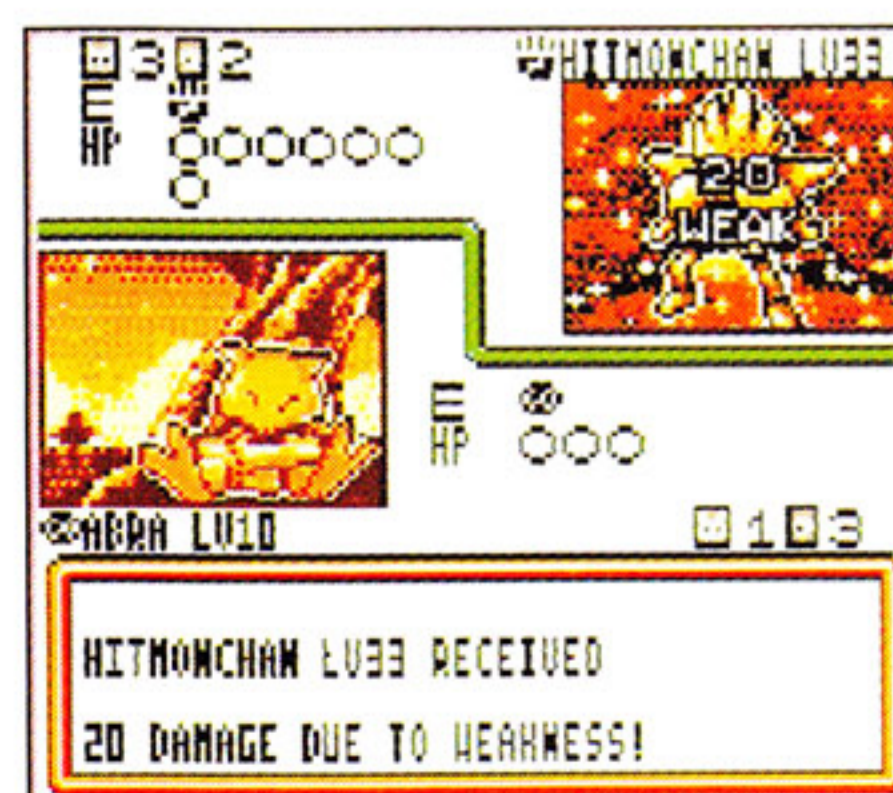 3 2
HITMONCHAN LV33
E
HP
20
WEAK
E
HP
ABRA LV10
1 3
HITMONCHAN LV33 RECEIVED
20 DAMAGE DUE TO WEAKNESS!